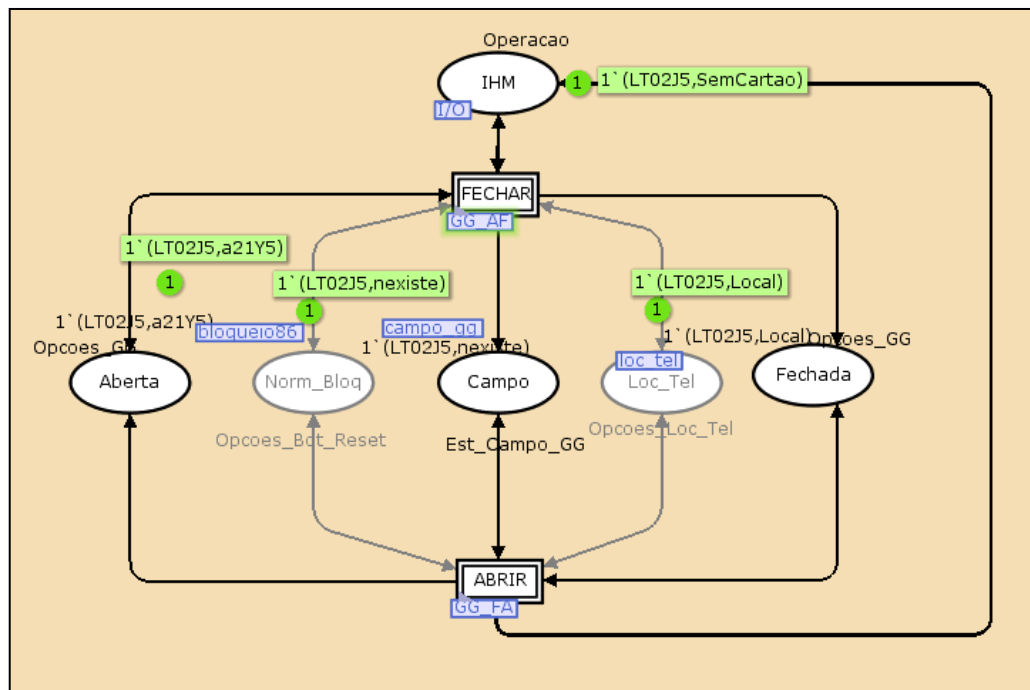 Operacao
IHM
I/O
1
1`(LT02J5,SemCartao)
FECHAR
GG_AF
1`(LT02J5,a21Y5)
1
1`(LT02J5,nexiste)
1
1`(LT02J5,Local)
1
1`(LT02J5,a21Y5)
bloqueio86
campo_gg
1`(LT02J5,nexiste)
1`(LT02J5,Local)
Opcoes_GG
Opcoes_GG
loc_tel
Aberta
Norm_Bloq
Campo
Loc_Tel
Fechada
Opcoes_Bot_Reset
Est_Campo_GG
Opcoes_Loc_Tel
ABRIR
GG_FA